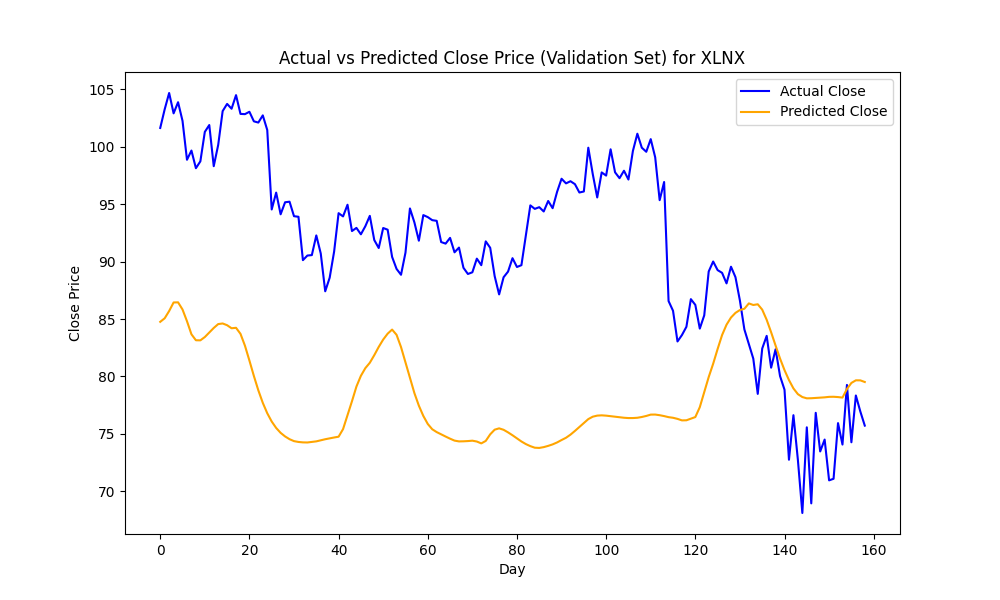 Actual vs Predicted Close Price (Validation Set) for XLNX
Actual Close
Predicted Close
Close Price
105
100
95
90
85
80
75
70
0 20 40 60 80 100 120 140 160
Day